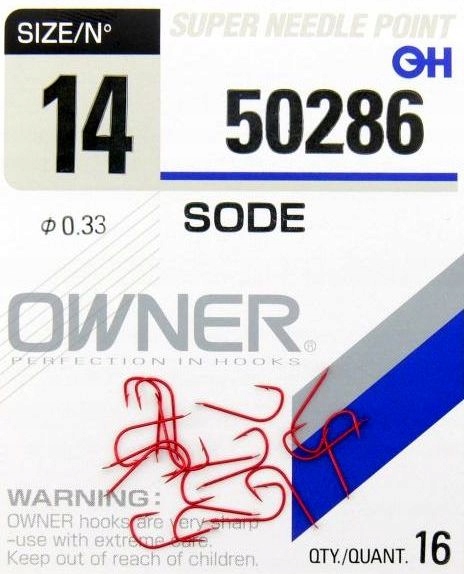 SIZE/N°
SUPER NEEDLE POINT
OH
14
50286
Φ 0.33
SODE
OWNER®
PERFECTION IN HOOKS
WARNING:
OWNER hooks are very sharp
-use with extreme care.
Keep out of reach of children.
QTY./QUANT. 16